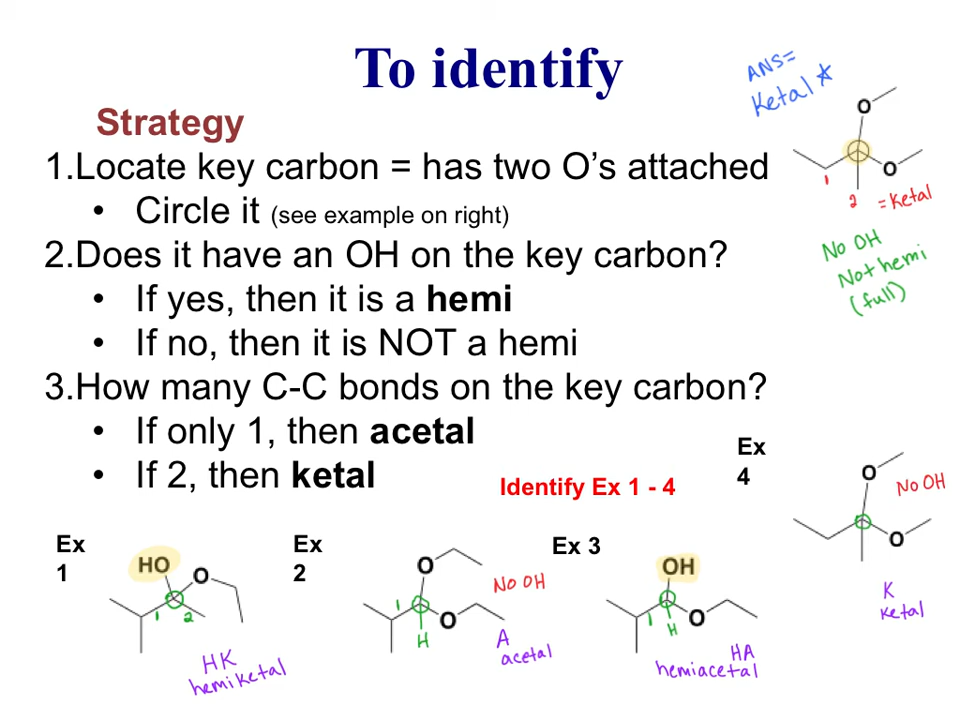 To identify
ANS=
Ketal ★
Strategy
1.Locate key carbon = has two O's attached
• Circle it (see example on right)
2.Does it have an OH on the key carbon?
• If yes, then it is a hemi
• If no, then it is NOT a hemi
3.How many C-C bonds on the key carbon?
• If only 1, then acetal
• If 2, then ketal
O
O
1
2 = Ketal
No OH
Not hemi
(full)
Identify Ex 1 - 4
Ex
4
O
No OH
O
K
Ketal
Ex
1
HO
O
1 2
HK
hemiketal
Ex
2
O
No OH
1
O
H
A
acetal
Ex 3
OH
1
O
H
HA
hemiacetal